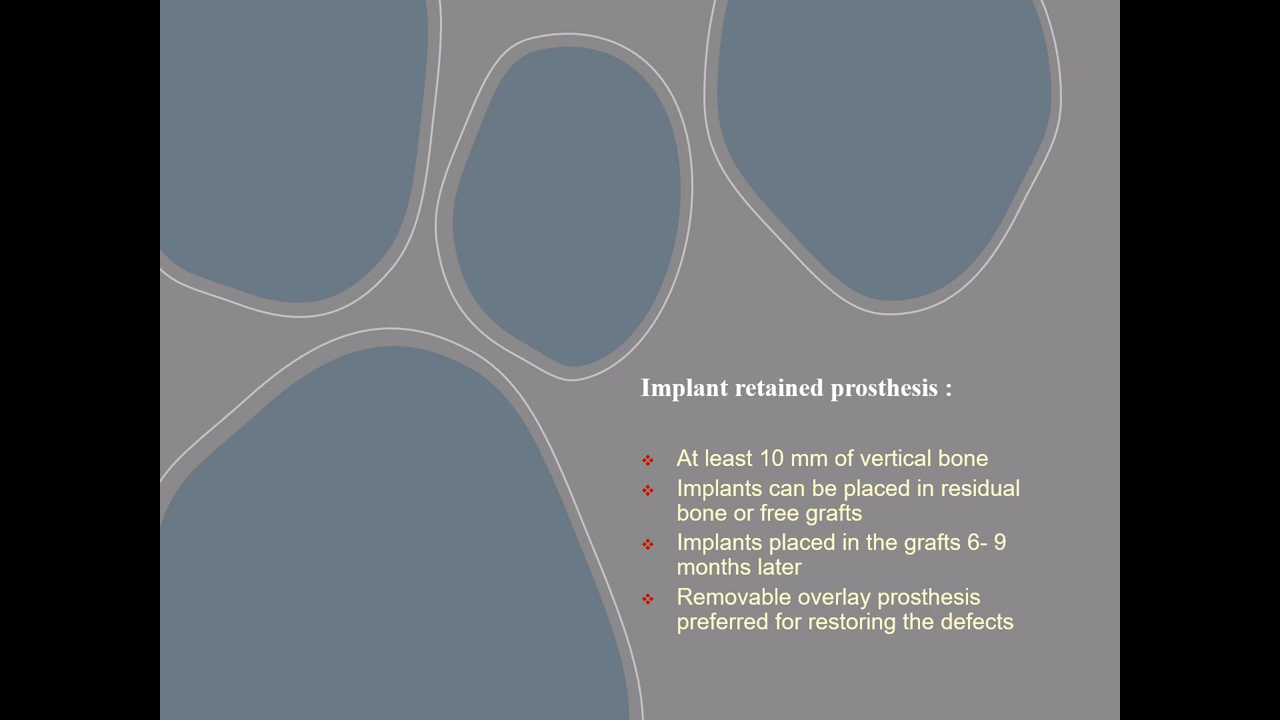 Implant retained prosthesis :
❖ At least 10 mm of vertical bone
❖ Implants can be placed in residual
bone or free grafts
❖ Implants placed in the grafts 6- 9
months later
❖ Removable overlay prosthesis
preferred for restoring the defects